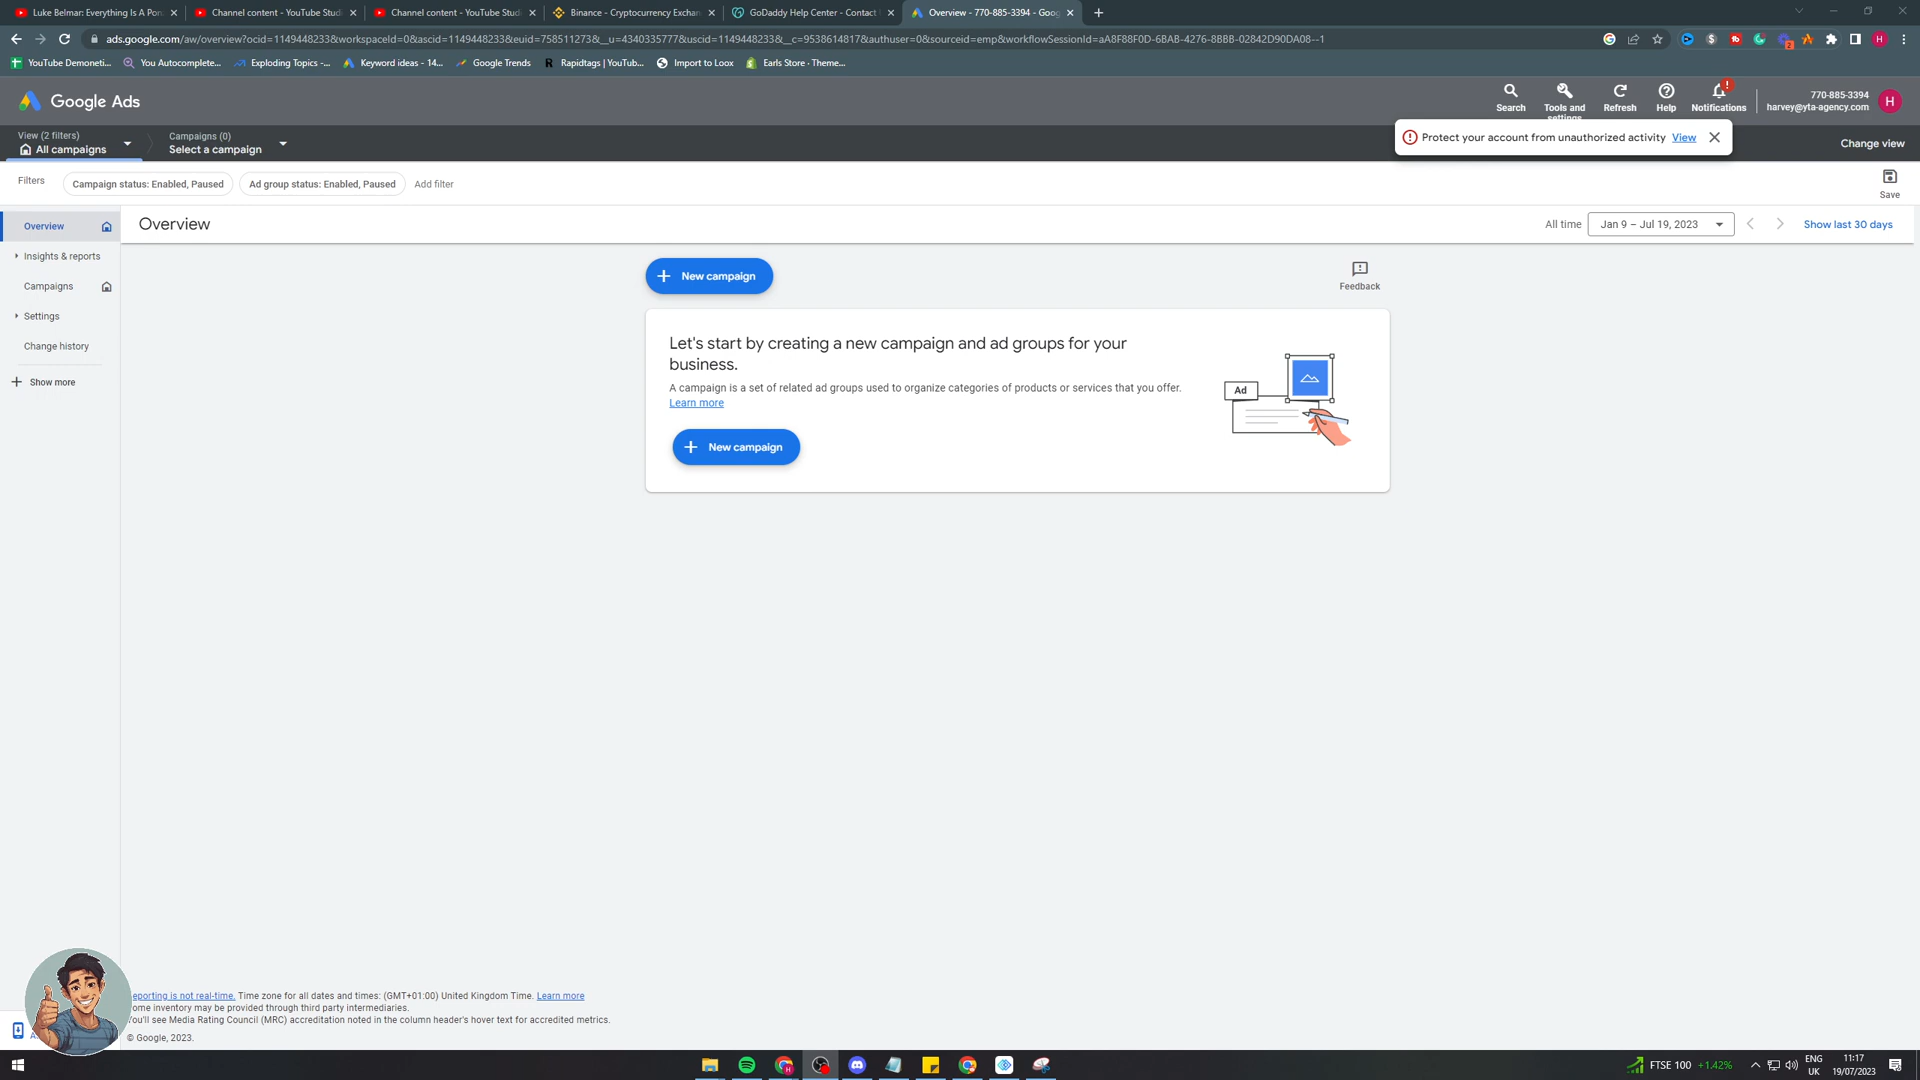 Luke Belmar: Everything Is A Pon
Channel content - YouTube Studi
Channel content - YouTube Studi
Binance - Cryptocurrency Exchan
GoDaddy Help Center - Contact
Overview - 770-885-3394 - Goog
ads.google.com/aw/overview?ocid=1149448233&workspaceId=0&ascid=1149448233&euid=758511273&__u=4340335777&uscid=1149448233&__c=9538614817&authuser=0&sourceid=emp&workflowSessionId=aA8F88F0D-6BAB-4276-8BBB-02842D90DA08--1
YouTube Demoneti...
You Autocomplete...
Exploding Topics -...
Keyword ideas - 14...
Google Trends
Rapidtags | YouTub...
Import to Loox
Earls Store · Theme...
Google Ads
Search
Tools and settings
Refresh
Help
Notifications
770-885-3394
harvey@yta-agency.com
H
View (2 filters)
All campaigns
Campaigns (0)
Select a campaign
Protect your account from unauthorized activity View
Change view
Filters
Campaign status: Enabled, Paused
Ad group status: Enabled, Paused
Add filter
Save
Overview
Insights & reports
Campaigns
Settings
Change history
Show more
Overview
All time
Jan 9 – Jul 19, 2023
Show last 30 days
New campaign
Feedback
Let's start by creating a new campaign and ad groups for your
business.
A campaign is a set of related ad groups used to organize categories of products or services that you offer.
Learn more
Ad
New campaign
eporting is not real-time. Time zone for all dates and times: (GMT+01:00) United Kingdom Time. Learn more
ome inventory may be provided through third party intermediaries.
ou'll see Media Rating Council (MRC) accreditation noted in the column header's hover text for accredited metrics.
© Google, 2023.
FTSE 100 +1.42%
ENG
UK
11:17
19/07/2023